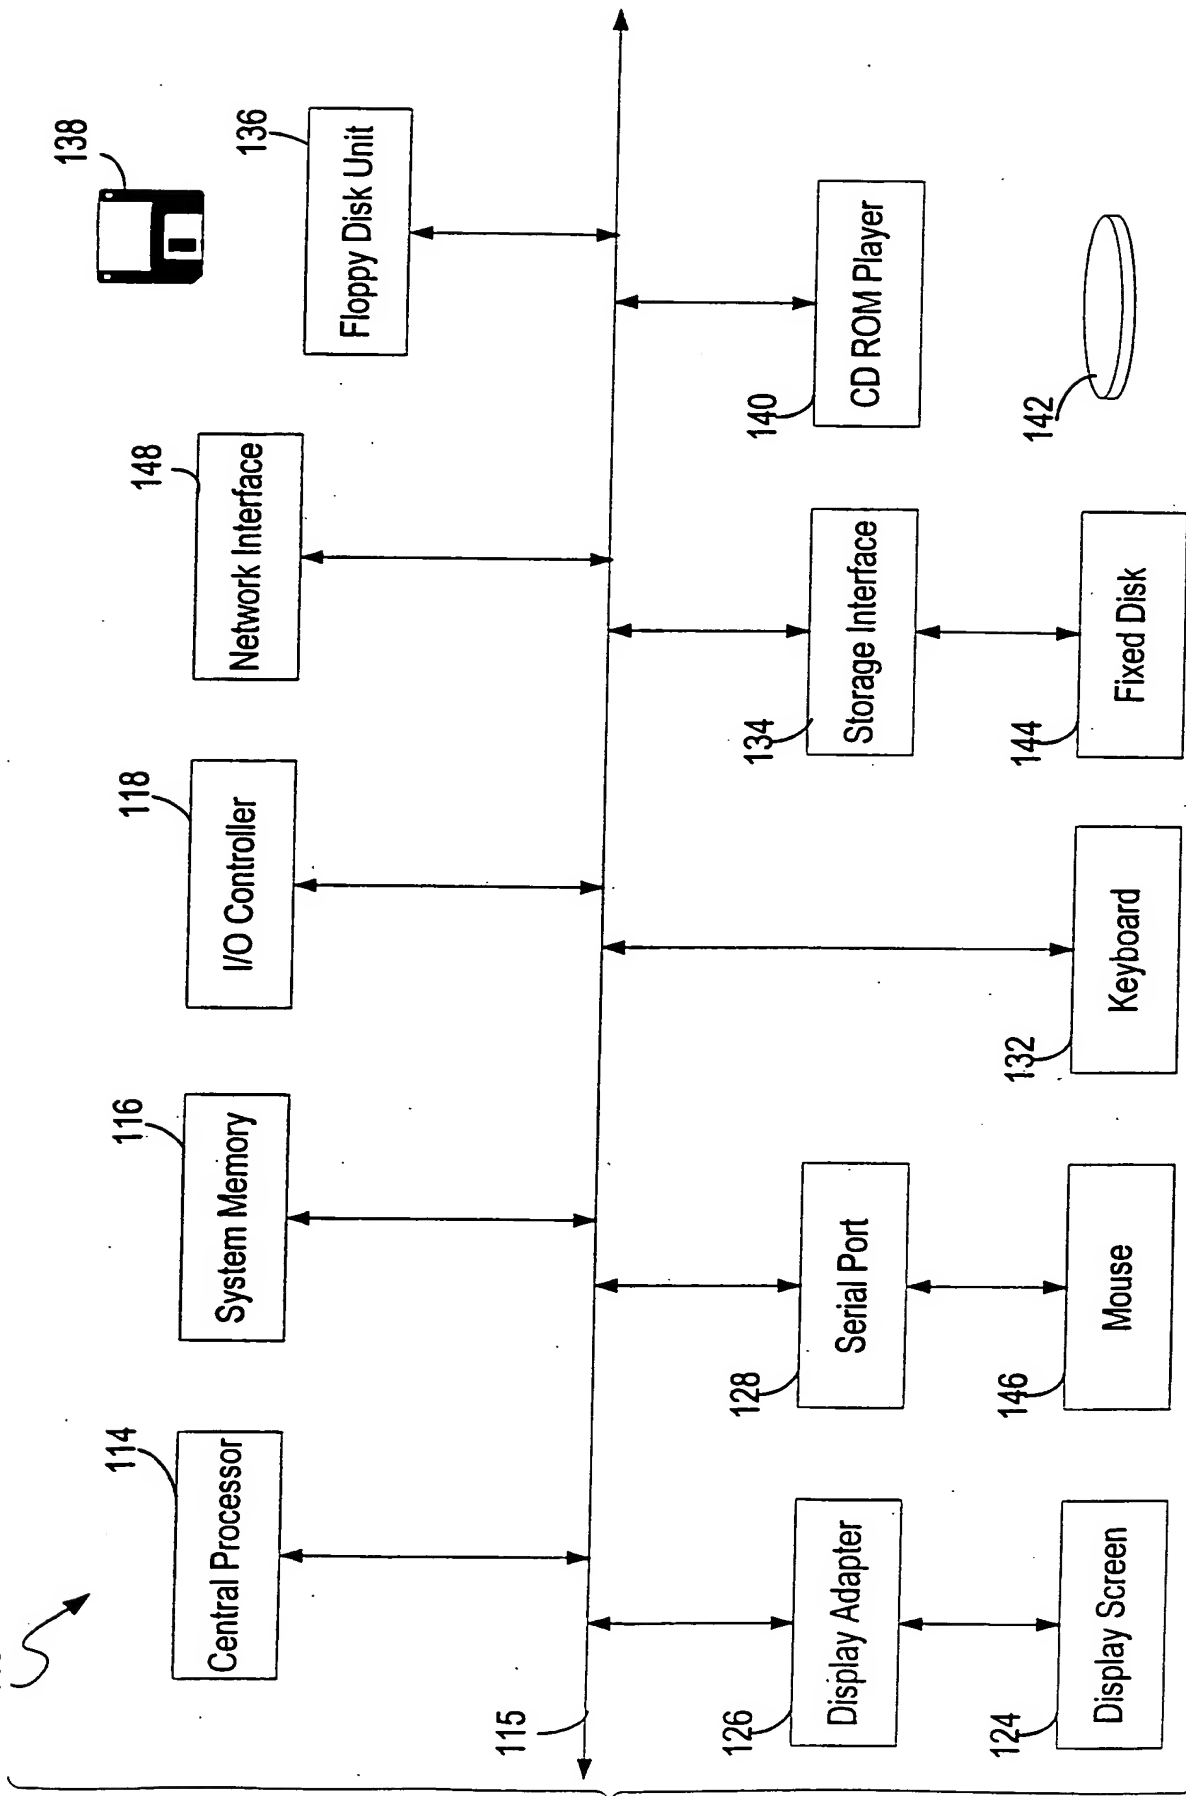 138
136
Floppy Disk Unit
148
Network Interface
118
I/O Controller
116
System Memory
114
Central Processor
115
140
CD ROM Player
142
134
Storage Interface
144
Fixed Disk
132
Keyboard
128
Serial Port
146
Mouse
126
Display Adapter
124
Display Screen